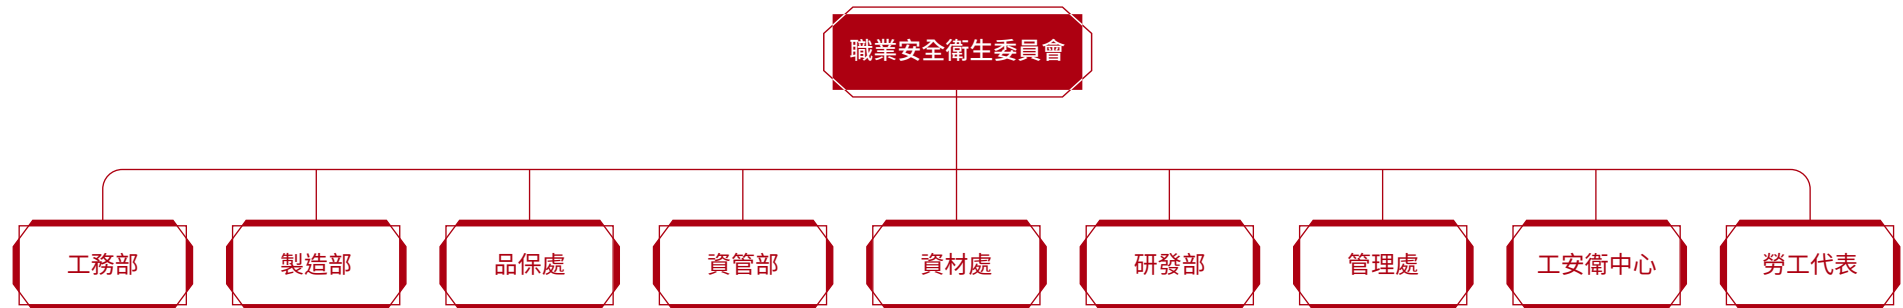 職業安全衛生委員會
工務部
製造部
品保處
資管部
資材處
研發部
管理處
工安衛中心
勞工代表